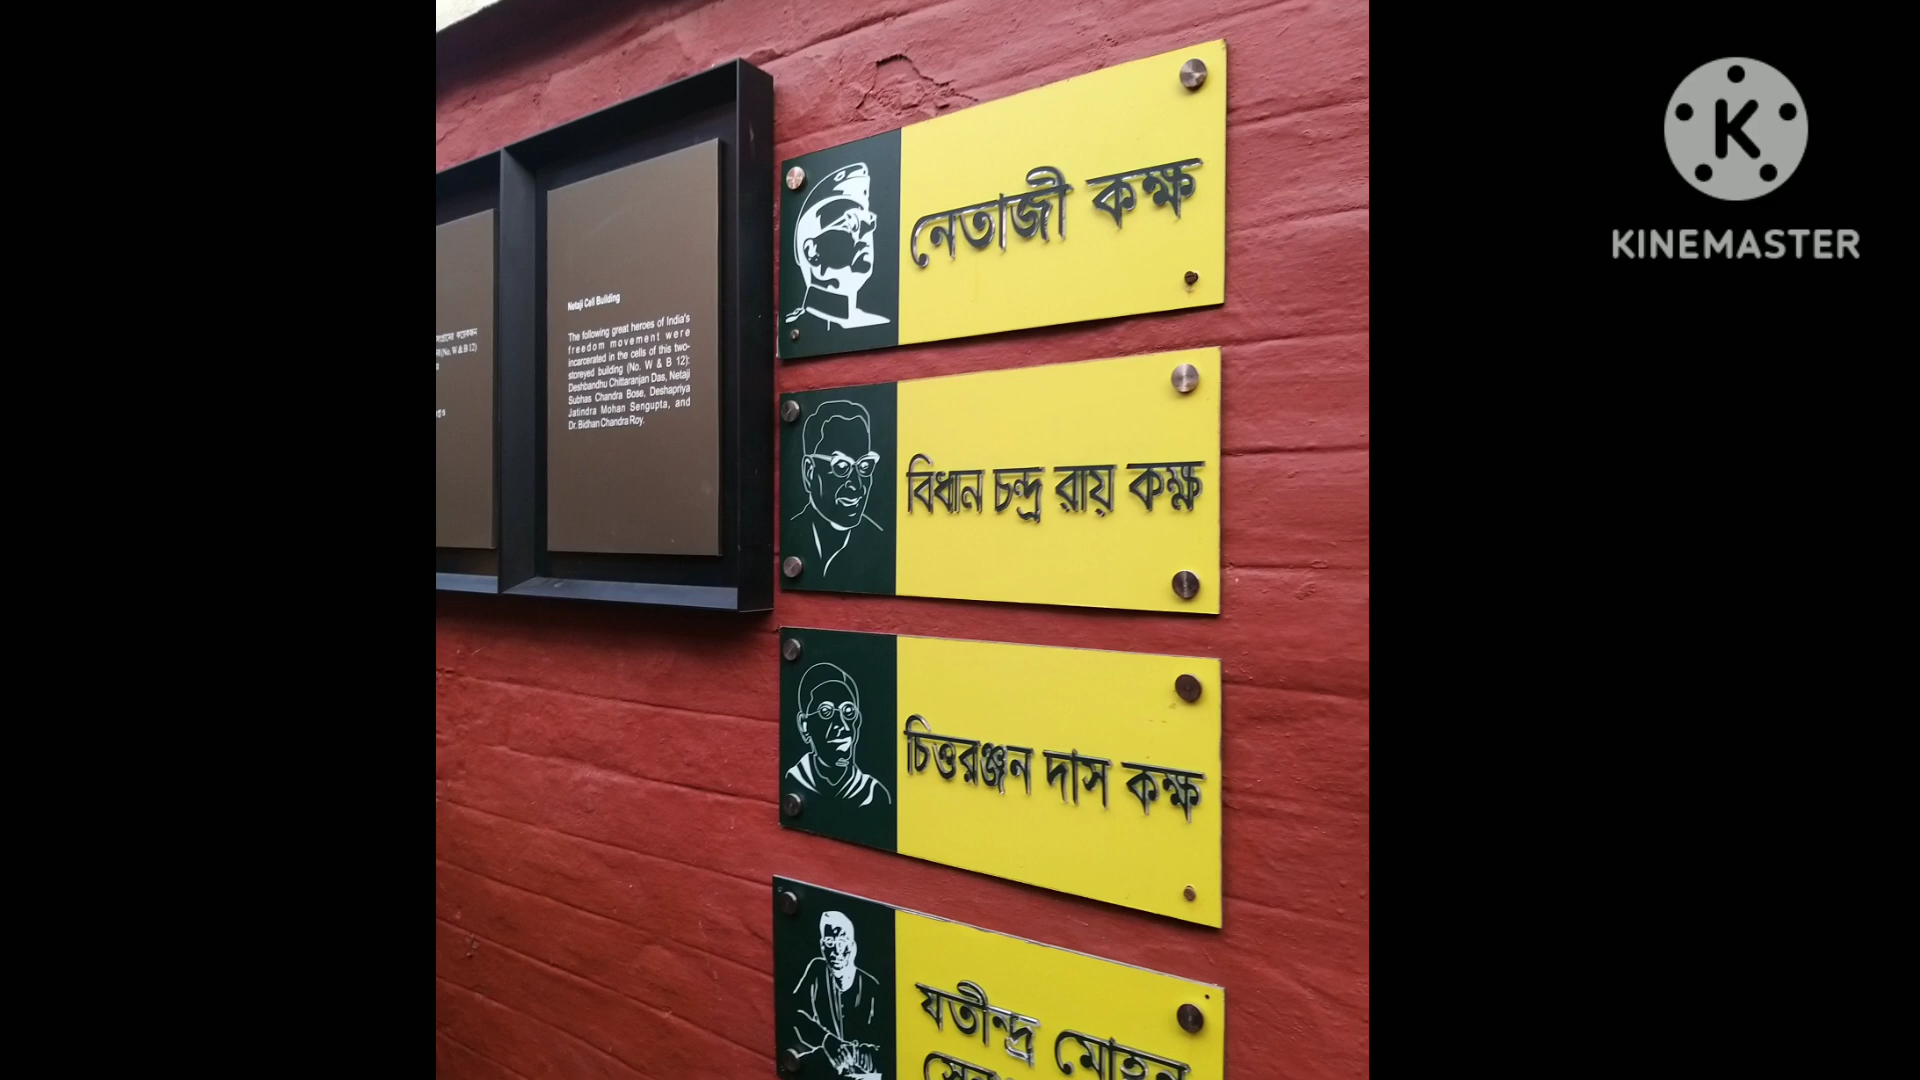 Netaji Cell Building
The following great heroes of India's
freedom movement were
incarcerated in the cells of this two-
storeyed building (No. W & B 12):
Deshbandhu Chittaranjan Das, Netaji
Subhas Chandra Bose, Deshapriya
Jatindra Mohan Sengupta, and
Dr. Bidhan Chandra Roy.
(No. W & B 12)
নেতাজী কক্ষ
বিধান চন্দ্র রায় কক্ষ
চিত্তরঞ্জন দাস কক্ষ
যতীন্দ্র মোহন
KINEMASTER